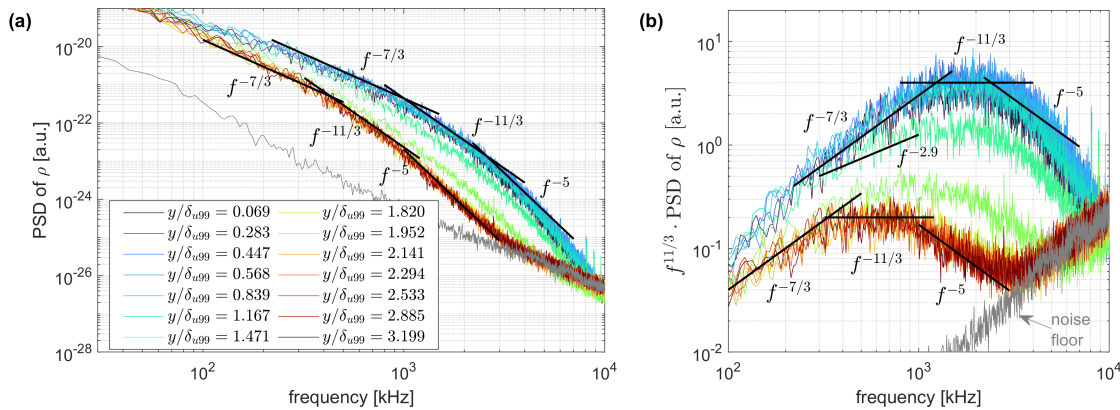 (a)
PSD of ρ [a.u.]
10^-20
10^-22
10^-24
10^-26
10^-28
f^-7/3
f^-7/3
f^-11/3
f^-11/3
f^-5
f^-5
y/δ_u99 = 0.069
y/δ_u99 = 0.283
y/δ_u99 = 0.447
y/δ_u99 = 0.568
y/δ_u99 = 0.839
y/δ_u99 = 1.167
y/δ_u99 = 1.471
y/δ_u99 = 1.820
y/δ_u99 = 1.952
y/δ_u99 = 2.141
y/δ_u99 = 2.294
y/δ_u99 = 2.533
y/δ_u99 = 2.885
y/δ_u99 = 3.199
10^2
10^3
10^4
frequency [kHz]
(b)
f^11/3 . PSD of ρ [a.u.]
10^1
10^0
10^-1
10^-2
f^-11/3
f^-7/3
f^-5
f^-2.9
f^-11/3
f^-7/3
f^-5
noise
floor
10^2
10^3
10^4
frequency [kHz]